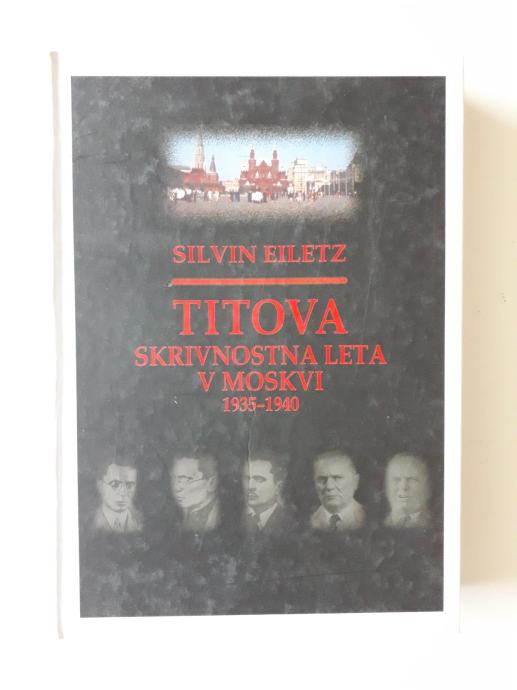 SILVIN EILETZ
TITOVA
SKRIVNOSTNA LETA
V MOSKVI
1935–1940